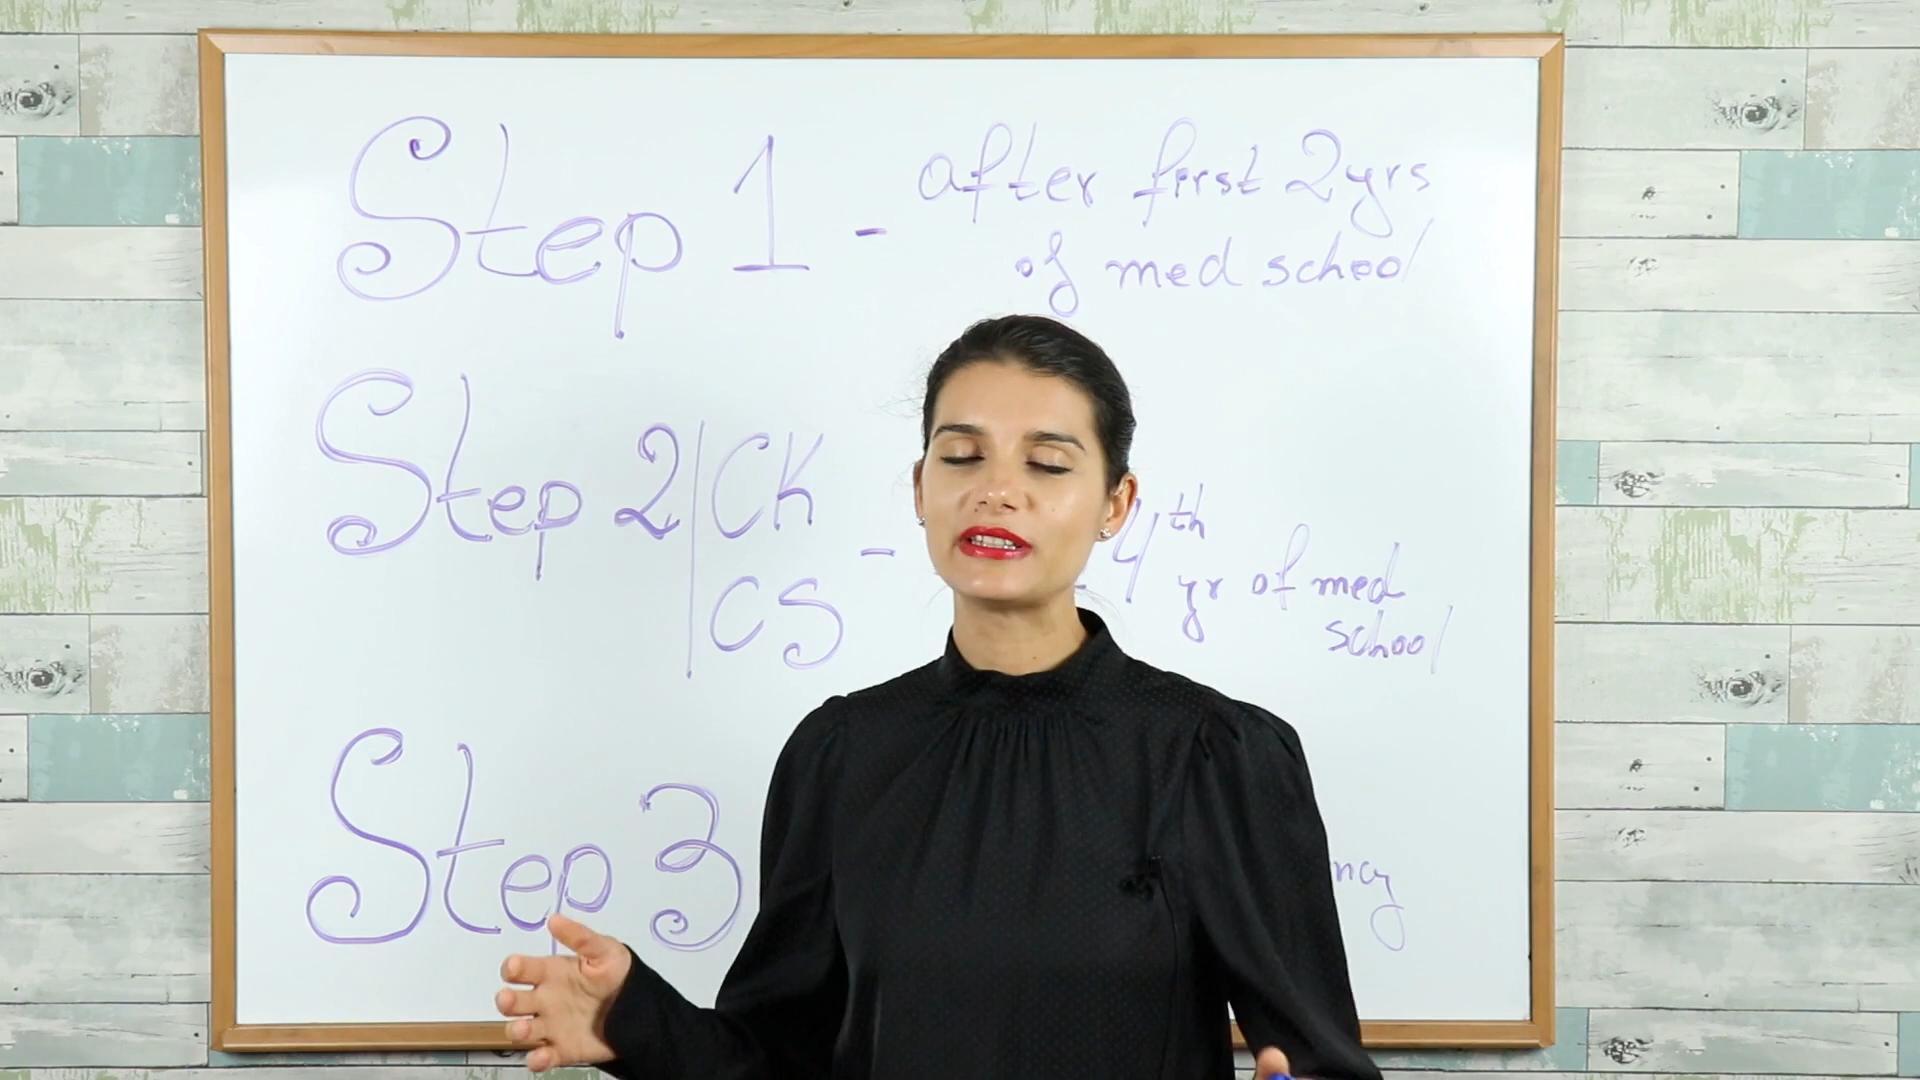 Step 1 - after first 2yrs
of med school
Step 2 CK
CS - 4th
yr of med
school
Step 3